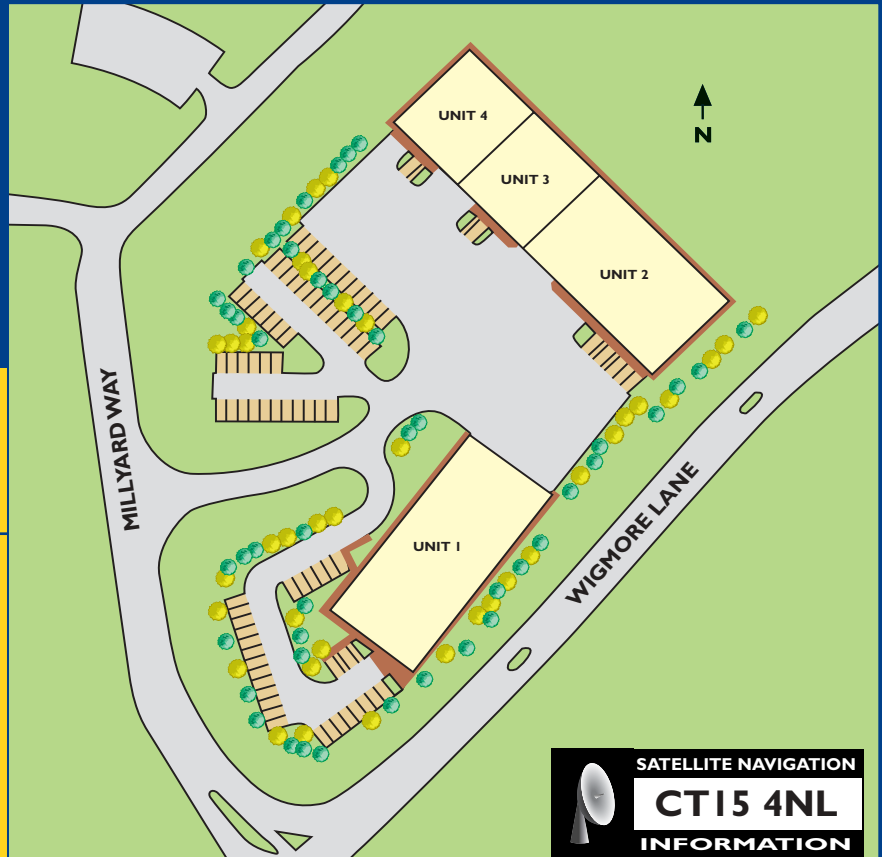 UNIT 4
N
UNIT 3
UNIT 2
MILLYARD WAY
WIGMORE LANE
UNIT 1
SATELLITE NAVIGATION
CT15 4NL
INFORMATION